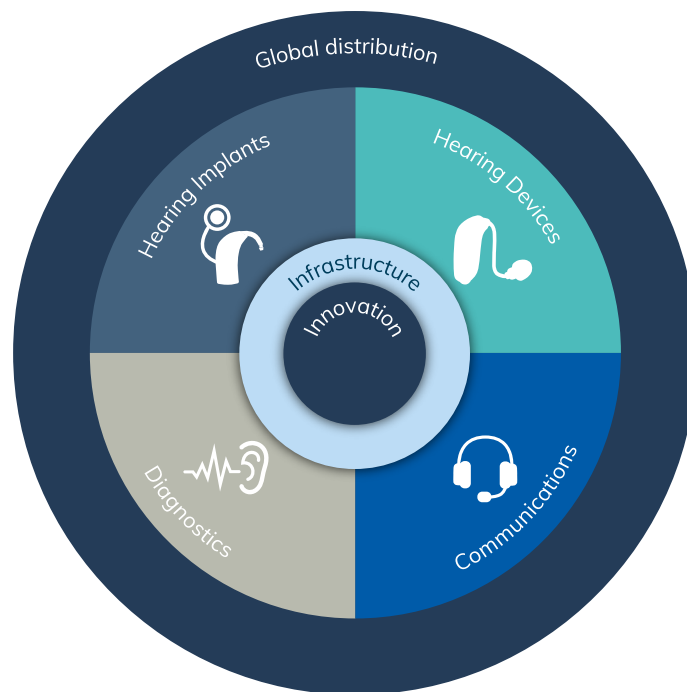 Global distribution
Hearing Implants
Hearing Devices
Infrastructure
Innovation
Diagnostics
Communications